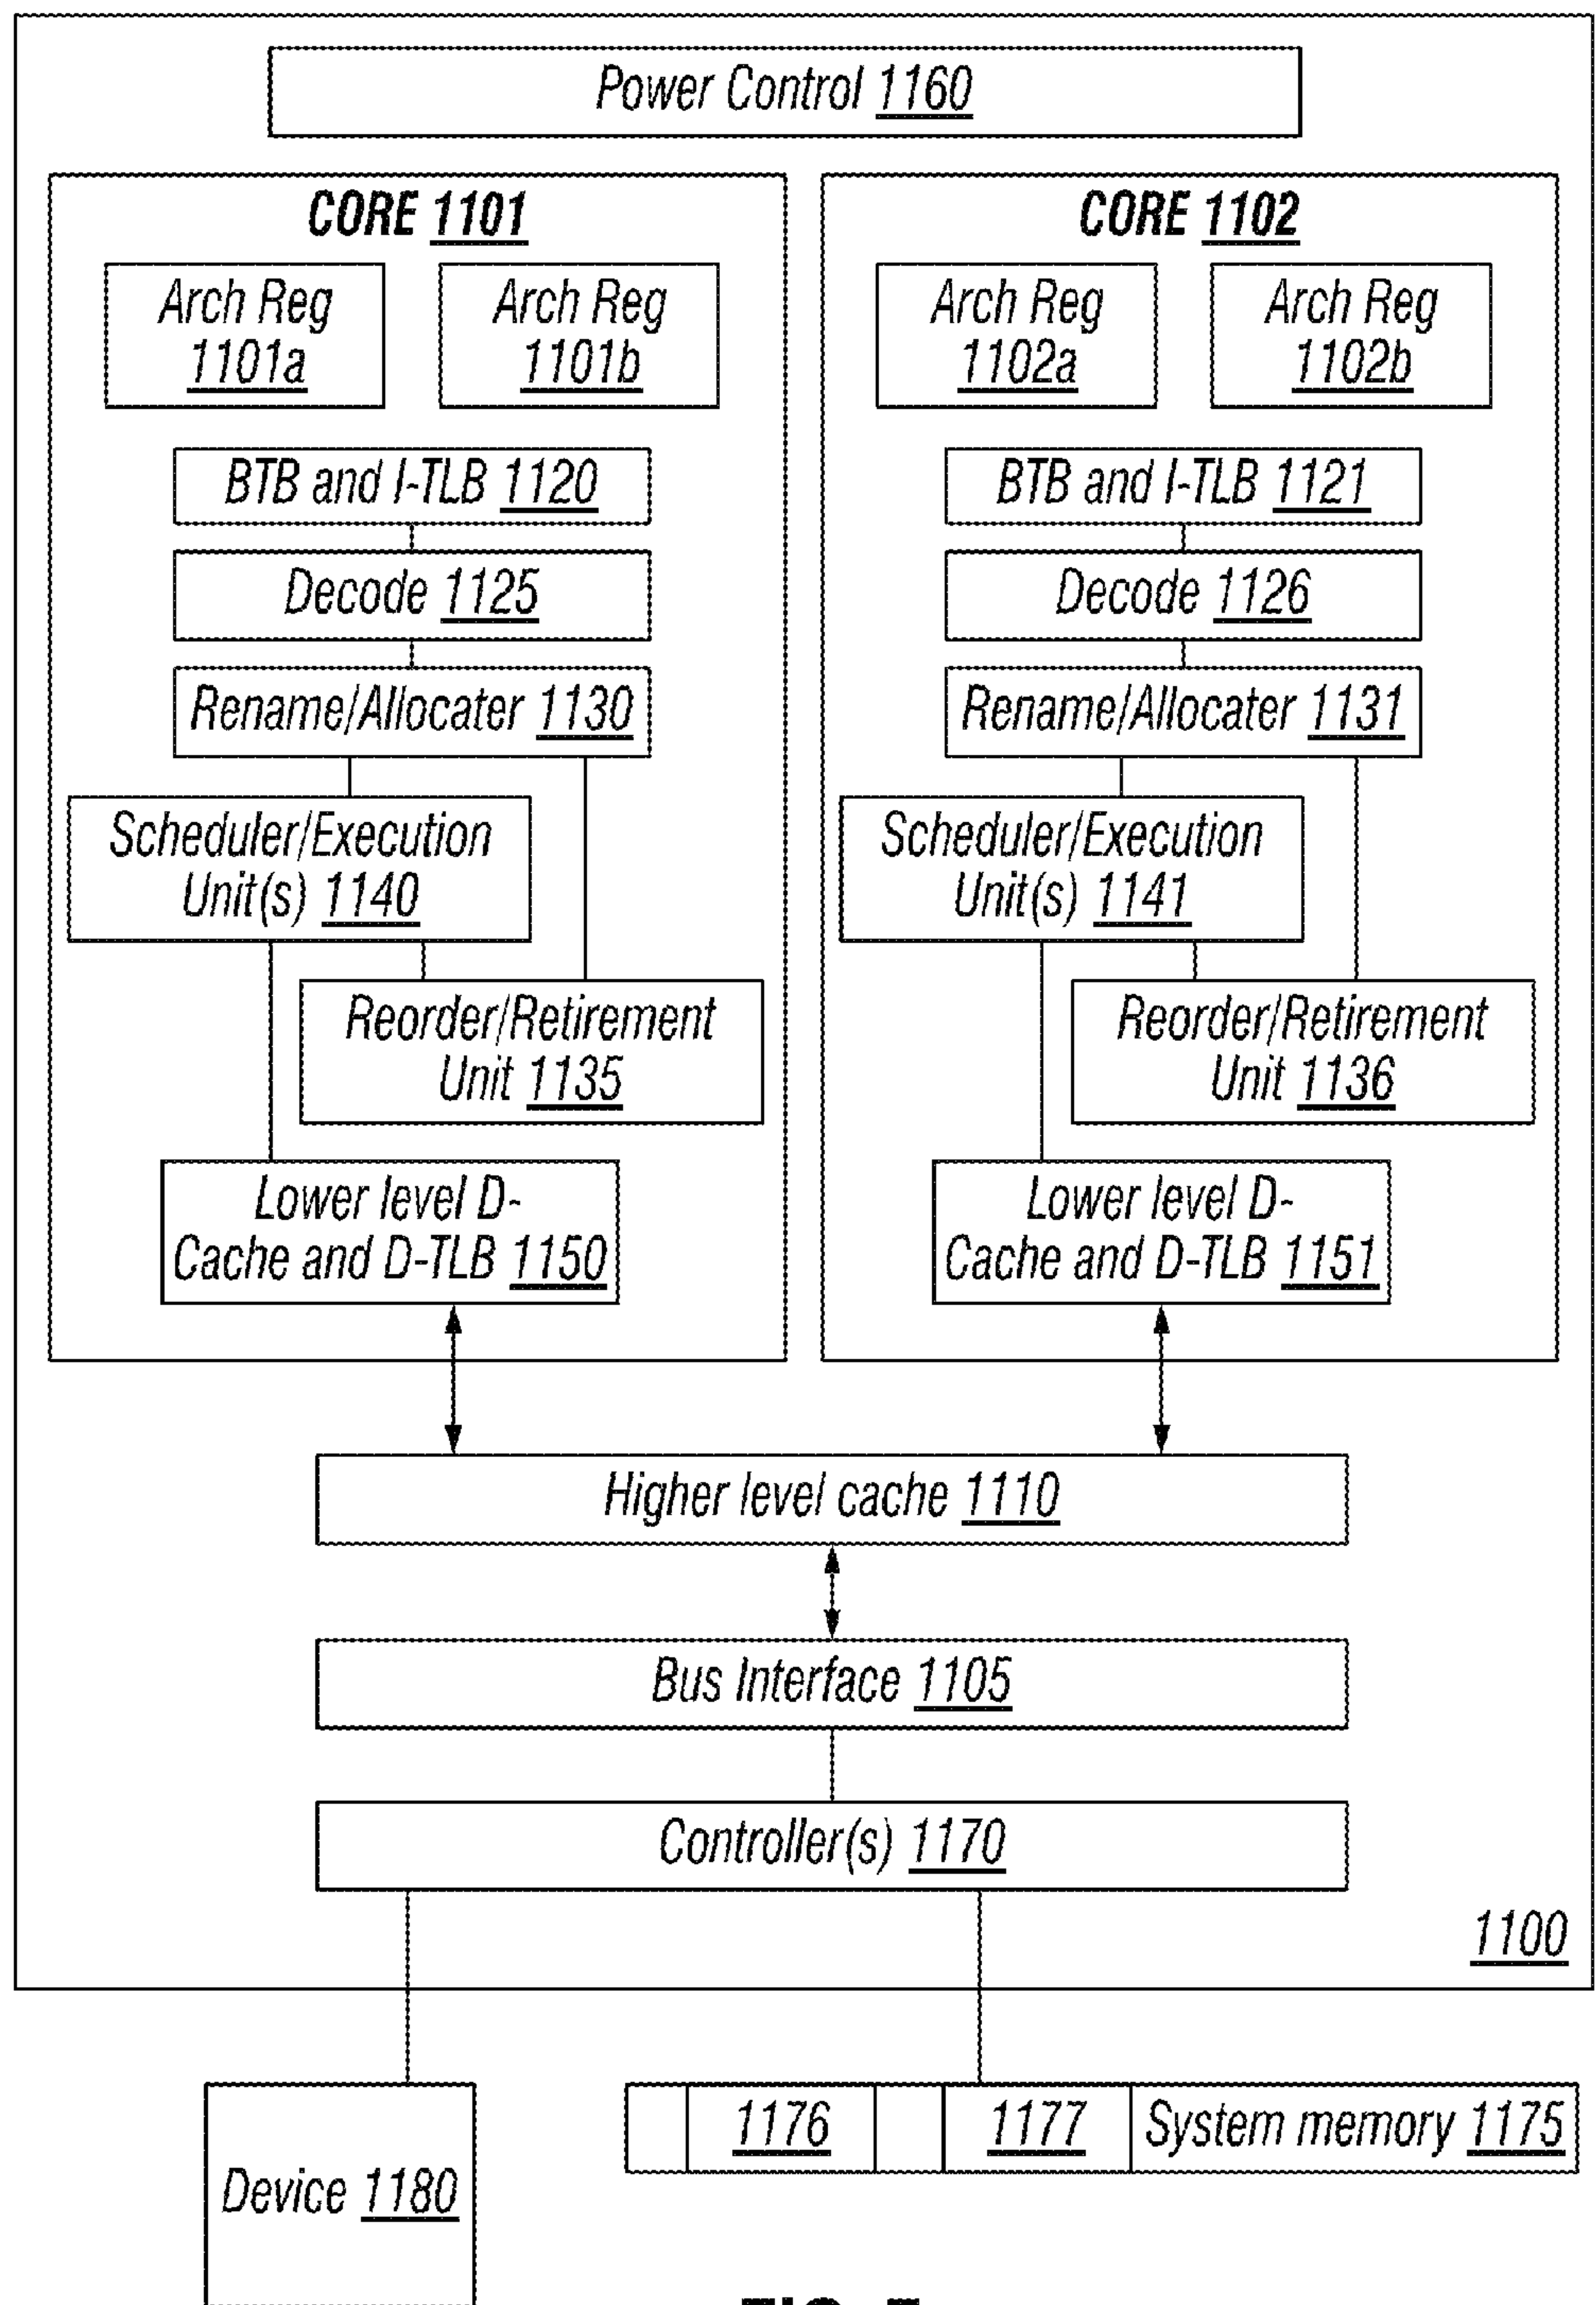 Power Control 1160
CORE 1101
Arch Reg
1101a
Arch Reg
1101b
BTB and I-TLB 1120
Decode 1125
Rename/Allocater 1130
Scheduler/Execution
Unit(s) 1140
Reorder/Retirement
Unit 1135
Lower level D-
Cache and D-TLB 1150
CORE 1102
Arch Reg
1102a
Arch Reg
1102b
BTB and I-TLB 1121
Decode 1126
Rename/Allocater 1131
Scheduler/Execution
Unit(s) 1141
Reorder/Retirement
Unit 1136
Lower level D-
Cache and D-TLB 1151
Higher level cache 1110
Bus Interface 1105
Controller(s) 1170
1100
Device 1180
1176
1177
System memory 1175